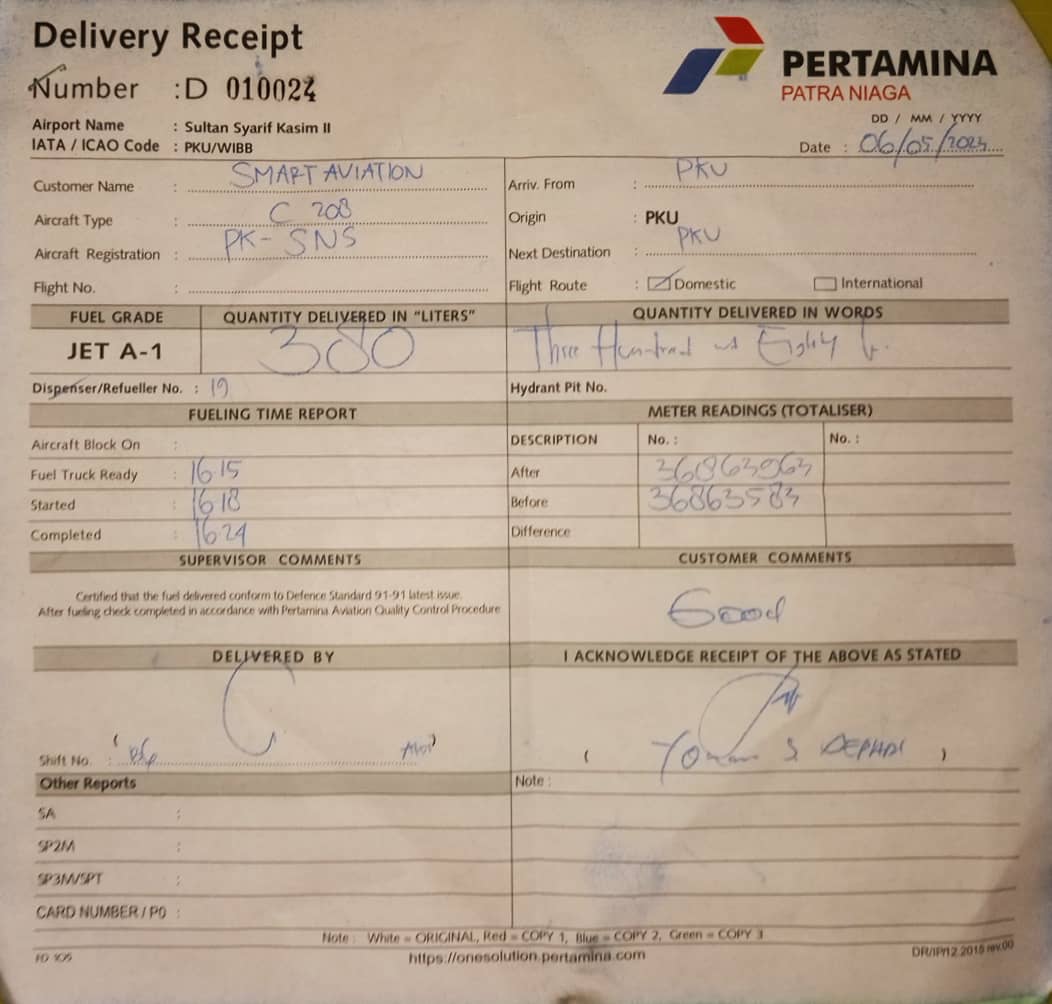 Delivery Receipt
Number : D 010024
PERTAMINA
PATRA NIAGA
Airport Name : Sultan Syarif Kasim II
IATA / ICAO Code : PKU/WIBB
DD / MM / YYYY
Date : 06/05/2025
Customer Name : SMART AVIATION
Arriv. From : PKU
Aircraft Type : C 208
Origin : PKU
Aircraft Registration : PK-SNS
Next Destination : PKU
Flight No. :
Flight Route : Domestic International
FUEL GRADE QUANTITY DELIVERED IN "LITERS" QUANTITY DELIVERED IN WORDS
JET A-1 380 Three Hundred Eighty
Dispenser/Refueller No. : 19 Hydrant Pit No.
FUELING TIME REPORT METER READINGS (TOTALISER)
Aircraft Block On : DESCRIPTION No. : No. :
Fuel Truck Ready : 16.15 After 36863963
Started : 1618 Before 36863583
Completed : 16.24 Difference
SUPERVISOR COMMENTS CUSTOMER COMMENTS
Certified that the fuel delivered conform to Defence Standard 91-91 latest issue.
After fueling check completed in accordance with Pertamina Aviation Quality Control Procedure
Good
DELIVERED BY I ACKNOWLEDGE RECEIPT OF THE ABOVE AS STATED
( )
Shift No. : ( )
Other Reports Note :
SA :
SP2M :
SP3M/SPT :
CARD NUMBER / PO :
Note : White = ORIGINAL, Red = COPY 1, Blue = COPY 2, Green = COPY 3
FD 105 https://onesolution.pertamina.com DR/IP/12.2015 rev.00